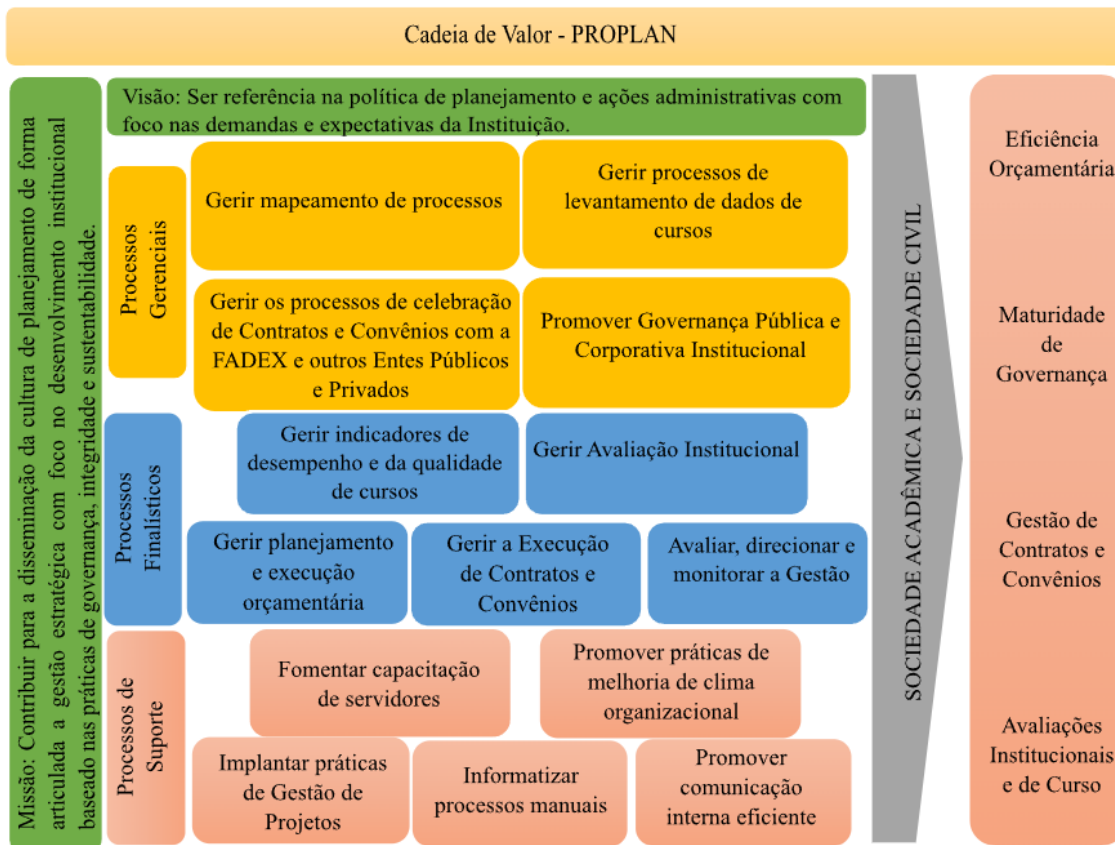 Cadeia de Valor - PROPLAN
Missão: Contribuir para a disseminação da cultura de planejamento de forma
articulada a gestão estratégica com foco no desenvolvimento institucional
baseado nas práticas de governança, integridade e sustentabilidade.
Visão: Ser referência na política de planejamento e ações administrativas com
foco nas demandas e expectativas da Instituição.
Processos
Gerenciais
Gerir mapeamento de processos
Gerir processos de
levantamento de dados de
cursos
Gerir os processos de celebração
de Contratos e Convênios com a
FADEX e outros Entes Públicos
e Privados
Promover Governança Pública e
Corporativa Institucional
Processos
Finalísticos
Gerir indicadores de
desempenho e da qualidade
de cursos
Gerir Avaliação Institucional
Gerir planejamento
e execução
orçamentária
Gerir a Execução
de Contratos e
Convênios
Avaliar, direcionar e
monitorar a Gestão
Processos de
Suporte
Fomentar capacitação
de servidores
Promover práticas de
melhoria de clima
organizacional
Implantar práticas
de Gestão de
Projetos
Informatizar
processos manuais
Promover
comunicação
interna eficiente
SOCIEDADE ACADÊMICA E SOCIEDADE CIVIL
Eficiência
Orçamentária
Maturidade
de
Governança
Gestão de
Contratos e
Convênios
Avaliações
Institucionais
e de Curso